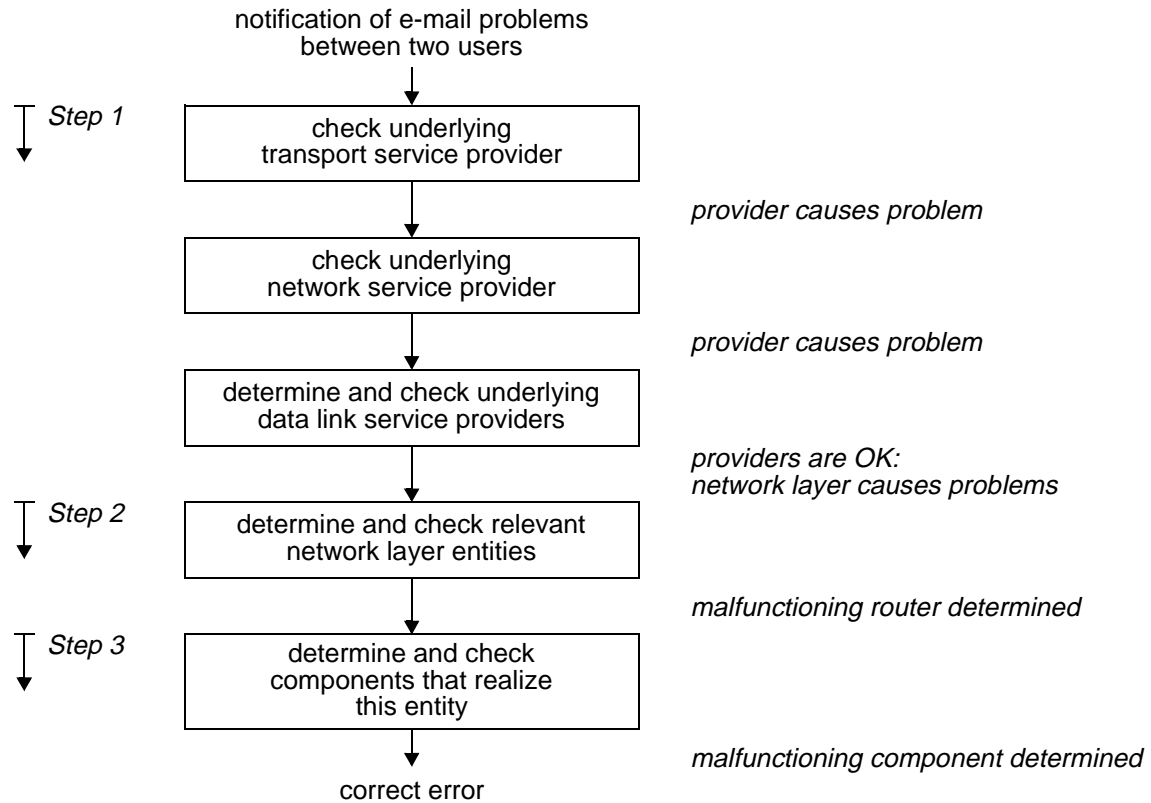 notification of e-mail problems
between two users
Step 1
check underlying
transport service provider
provider causes problem
check underlying
network service provider
provider causes problem
determine and check underlying
data link service providers
providers are OK:
network layer causes problems
Step 2
determine and check relevant
network layer entities
malfunctioning router determined
Step 3
determine and check
components that realize
this entity
malfunctioning component determined
correct error